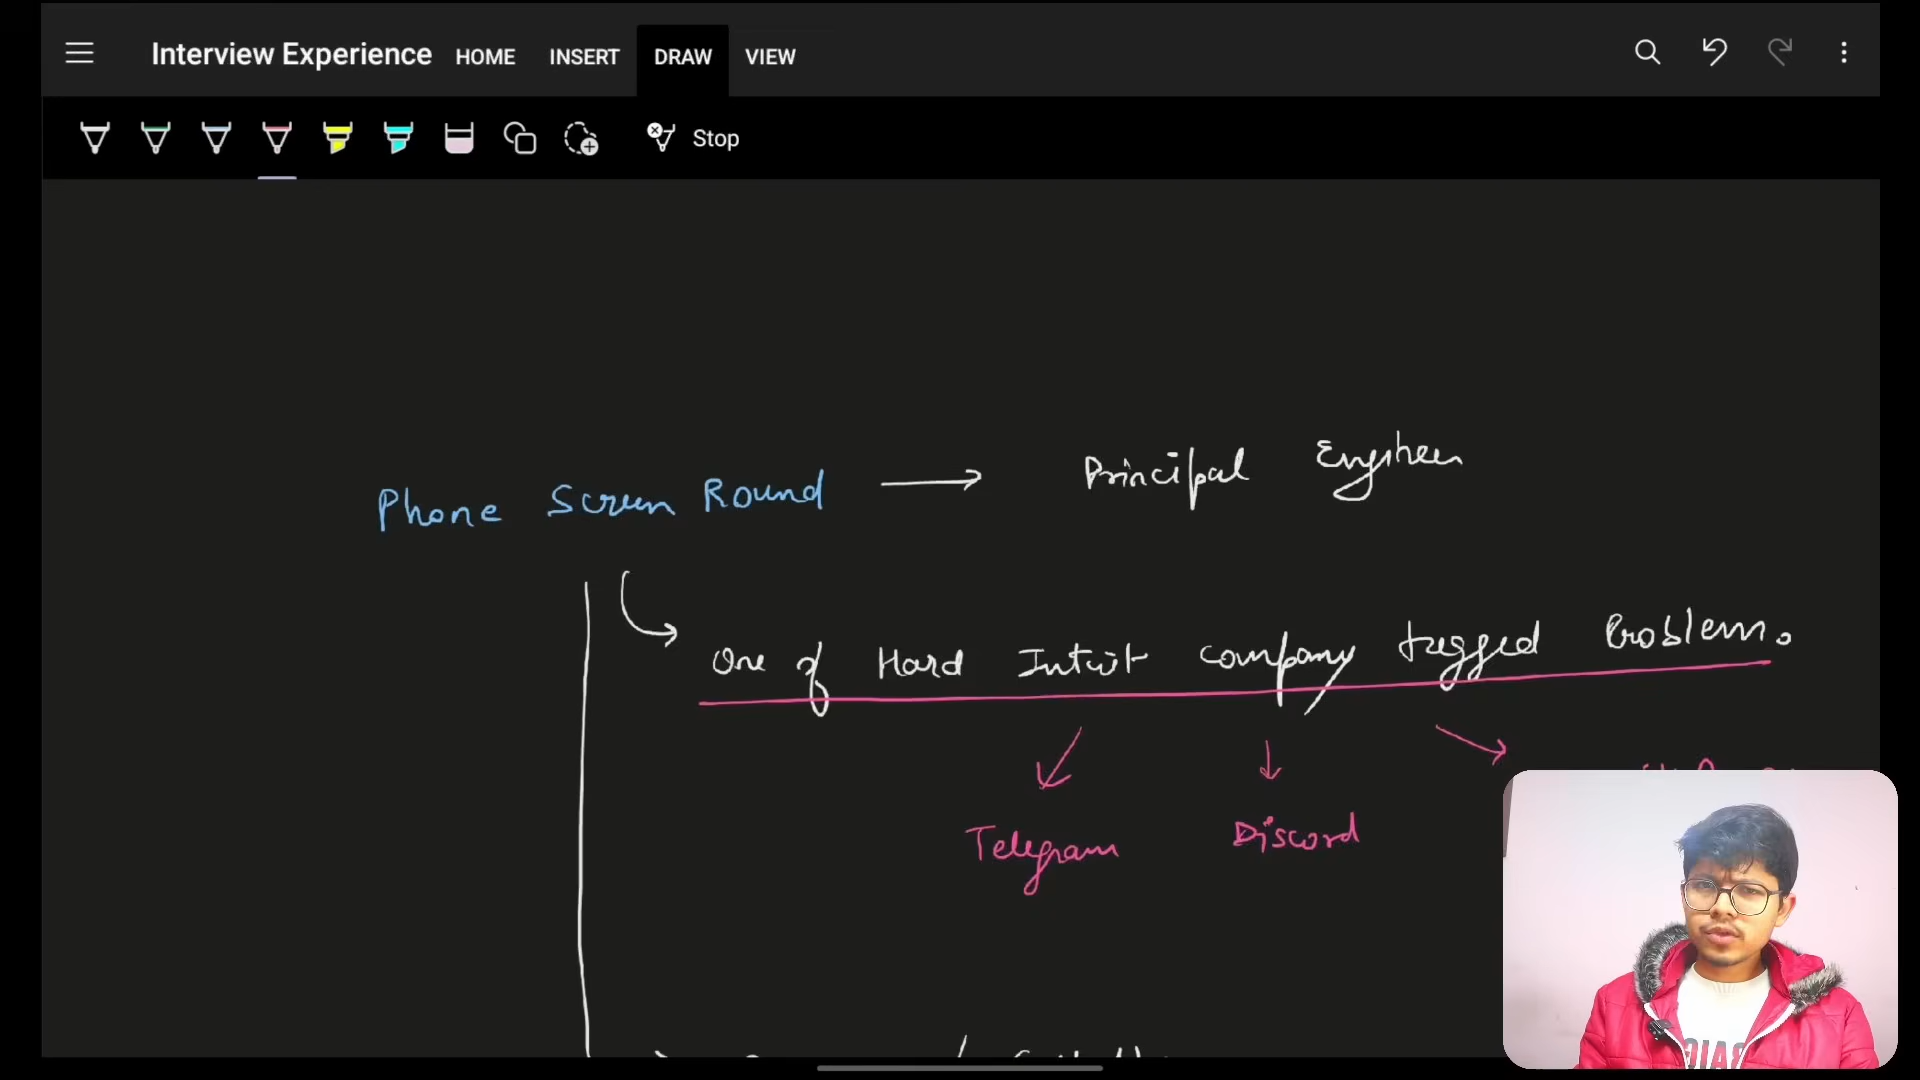 Interview Experience HOME INSERT DRAW VIEW
Stop
Phone Screen Round → Principal Engineer
One of Hard Intuit company tagged Problem.
Telegram Discord